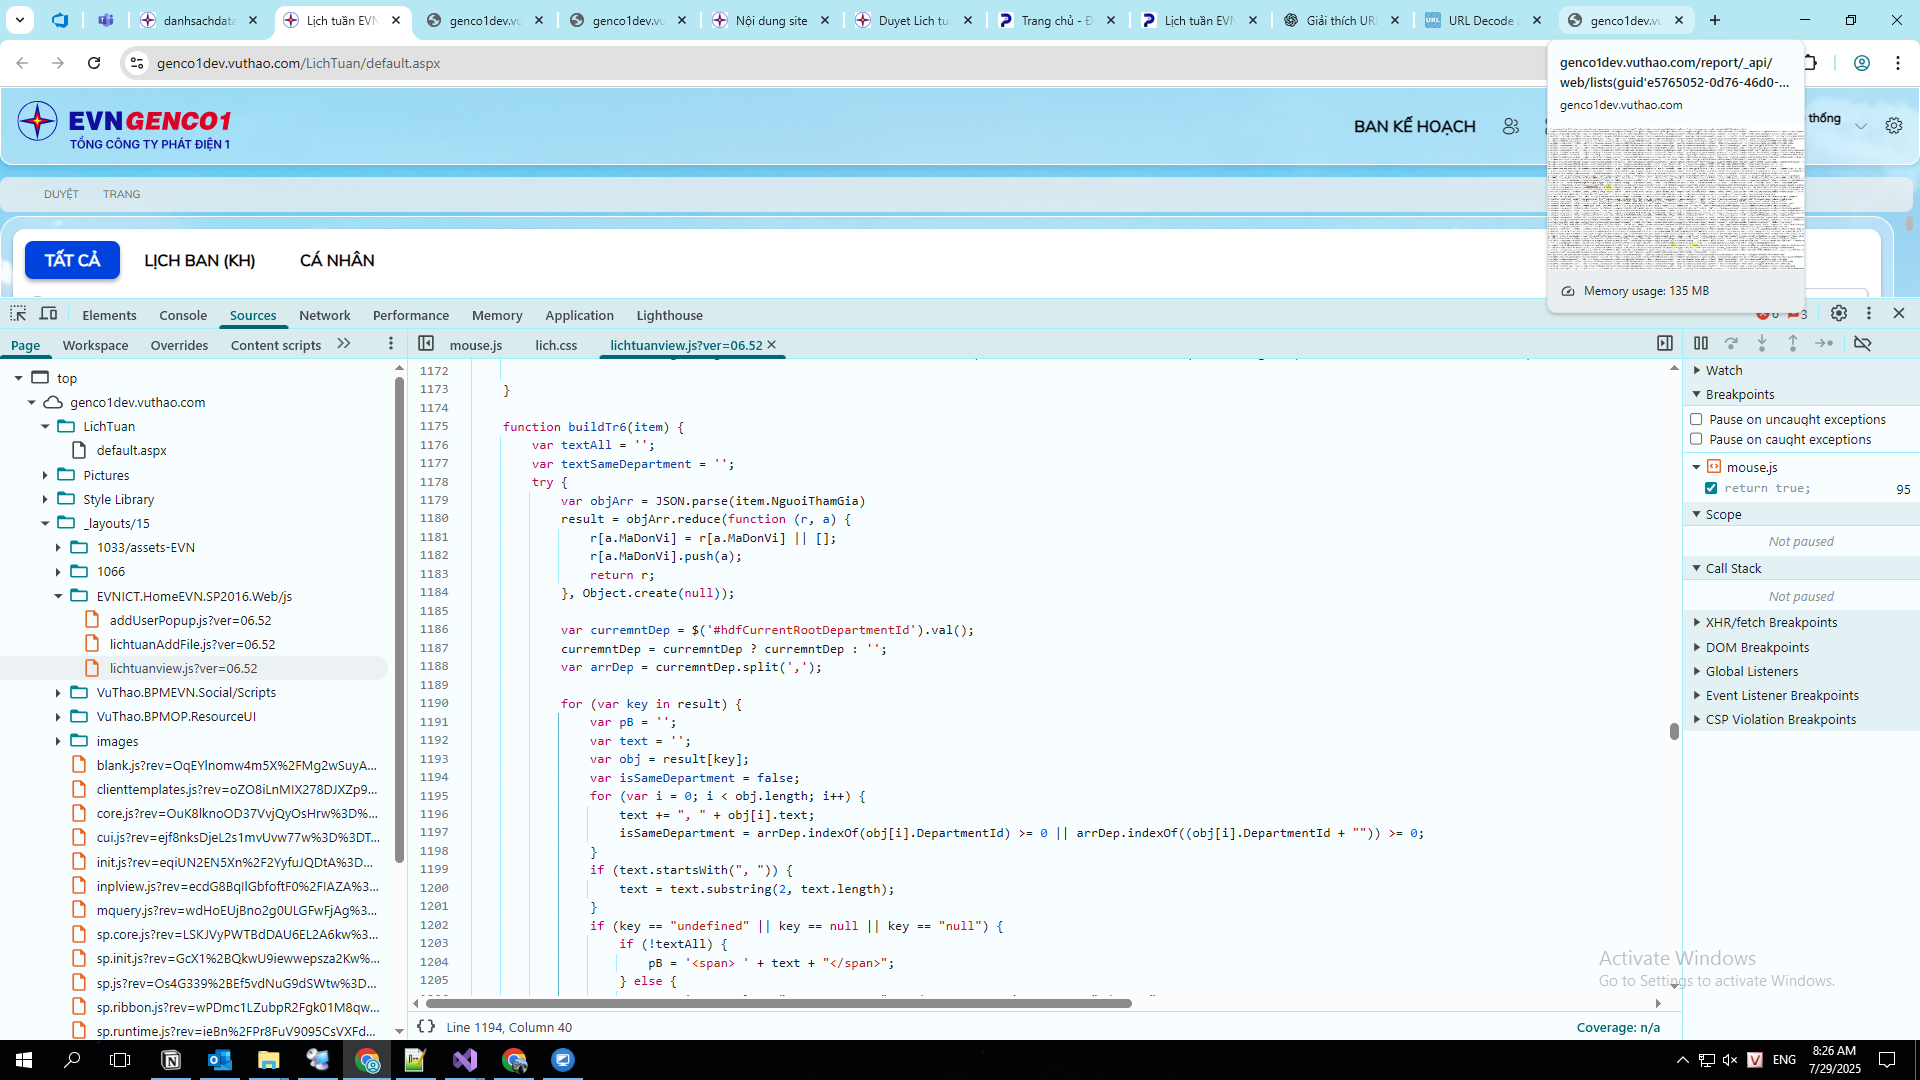 danhsachdata
Lịch tuần EVN
genco1dev.vu
genco1dev.vu
Nội dung site
Duyet Lich tu
Trang chủ - Đ
Lịch tuần EVN
Giải thích URL
URL Decode
genco1dev.vu
genco1dev.vuthao.com/LichTuan/default.aspx
genco1dev.vuthao.com/report/_api/
web/lists(guid'e5765052-0d76-46d0-...
genco1dev.vuthao.com
Memory usage: 135 MB
EVNGENCO1
TỔNG CÔNG TY PHÁT ĐIỆN 1
BAN KẾ HOẠCH
thống
DUYỆT TRANG
TẤT CẢ LỊCH BAN (KH) CÁ NHÂN
Elements Console Sources Network Performance Memory Application Lighthouse
6 3
Page Workspace Overrides Content scripts
mouse.js lich.css lichtuanview.js?ver=06.52
top
genco1dev.vuthao.com
LichTuan
default.aspx
Pictures
Style Library
_layouts/15
1033/assets-EVN
1066
EVNICT.HomeEVN.SP2016.Web/js
addUserPopup.js?ver=06.52
lichtuanAddFile.js?ver=06.52
lichtuanview.js?ver=06.52
VuThao.BPMEVN.Social/Scripts
VuThao.BPMOP.ResourceUI
images
blank.js?rev=OqEYlnomw4m5X%2FMg2wSuyA...
clienttemplates.js?rev=oZO8iLnMIX278DJXZp9...
core.js?rev=OuK8lknoOD37VvjQyOsHrw%3D%...
cui.js?rev=ejf8nksDjeL2s1mvUvw77w%3D%3DT...
init.js?rev=eqiUN2EN5Xn%2F2YyfuJQDtA%3D...
inplview.js?rev=ecdG8BqIlGbfoftF0%2FIAZA%3...
mquery.js?rev=wdHoEUjBno2g0ULGFwFjAg%3...
sp.core.js?rev=LSKJVyPWTBdDAU6EL2A6kw%3...
sp.init.js?rev=GcX1%2BQkwU9iewwepsza2Kw%...
sp.js?rev=Os4G339%2BEf5vdNuG9dSWtw%3D...
sp.ribbon.js?rev=wPDmc1LZubpR2Fgk01M8qw...
sp.runtime.js?rev=ieBn%2FPr8FuV9095CsVXFd...
1172
1173 }
1174
1175 function buildTr6(item) {
1176 var textAll = '';
1177 var textSameDepartment = '';
1178 try {
1179 var objArr = JSON.parse(item.NguoiThamGia)
1180 result = objArr.reduce(function (r, a) {
1181 r[a.MaDonVi] = r[a.MaDonVi] || [];
1182 r[a.MaDonVi].push(a);
1183 return r;
1184 }, Object.create(null));
1185
1186 var curemntDep = $('#hdfCurrentRootDepartmentId').val();
1187 curemntDep = curemntDep ? curemntDep : '';
1188 var arrDep = curemntDep.split(',');
1189
1190 for (var key in result) {
1191 var pB = '';
1192 var text = '';
1193 var obj = result[key];
1194 var isSameDepartment = false;
1195 for (var i = 0; i < obj.length; i++) {
1196 text += ", " + obj[i].text;
1197 isSameDepartment = arrDep.indexOf(obj[i].DepartmentId) >= 0 || arrDep.indexOf((obj[i].DepartmentId + "")) >= 0;
1198 }
1199 if (text.startsWith(", ")) {
1200 text = text.substring(2, text.length);
1201 }
1202 if (key == "undefined" || key == null || key == "null") {
1203 if (!textAll) {
1204 pB = '<span> ' + text + "</span>";
1205 } else {
Line 1194, Column 40
Coverage: n/a
Watch
Breakpoints
Pause on uncaught exceptions
Pause on caught exceptions
mouse.js
return true; 95
Scope
Not paused
Call Stack
Not paused
XHR/fetch Breakpoints
DOM Breakpoints
Global Listeners
Event Listener Breakpoints
CSP Violation Breakpoints
Activate Windows
Go to Settings to activate Windows.
ENG
8:26 AM
7/29/2025